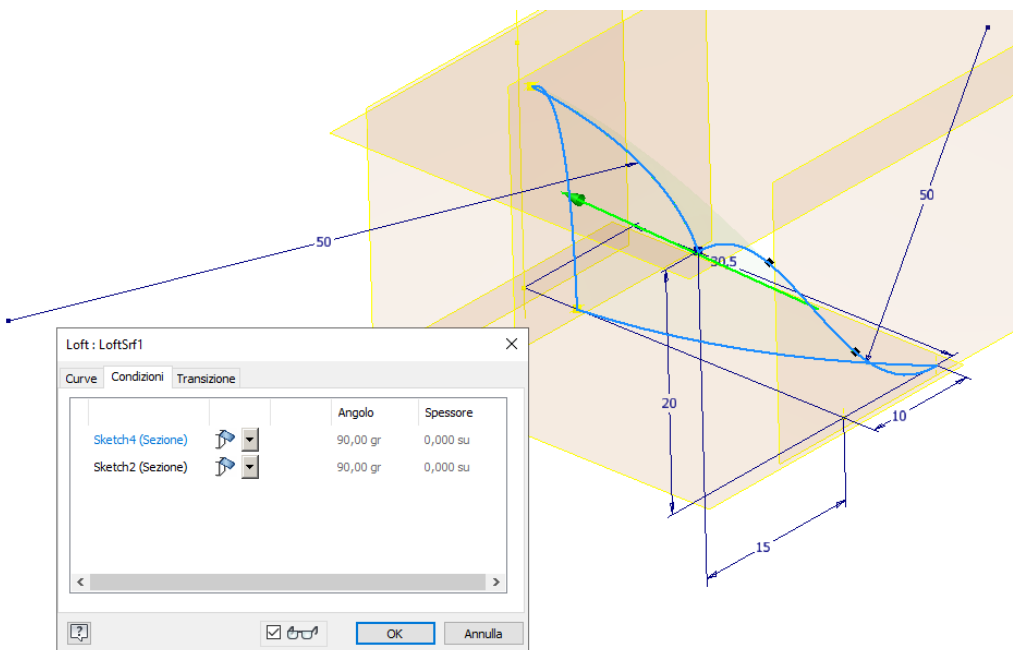 50
50
30,5
20
10
15
Loft : LoftSrf1
Curve Condizioni Transizione
Angolo Spessore
Sketch4 (Sezione) 90,00 gr 0,000 su
Sketch2 (Sezione) 90,00 gr 0,000 su
? OK Annulla